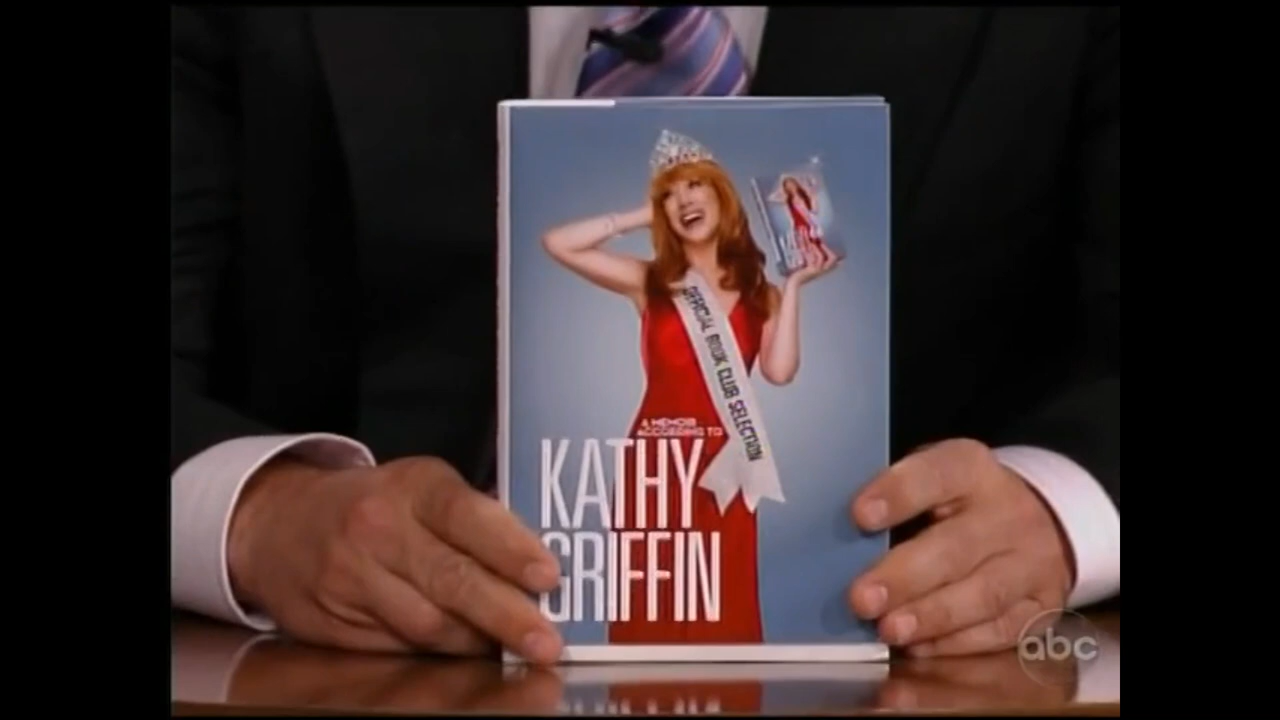 OFFICIAL BOOK CLUB SELECTION
A MEMOIR
ACCORDING TO
KATHY
GRIFFIN
abc